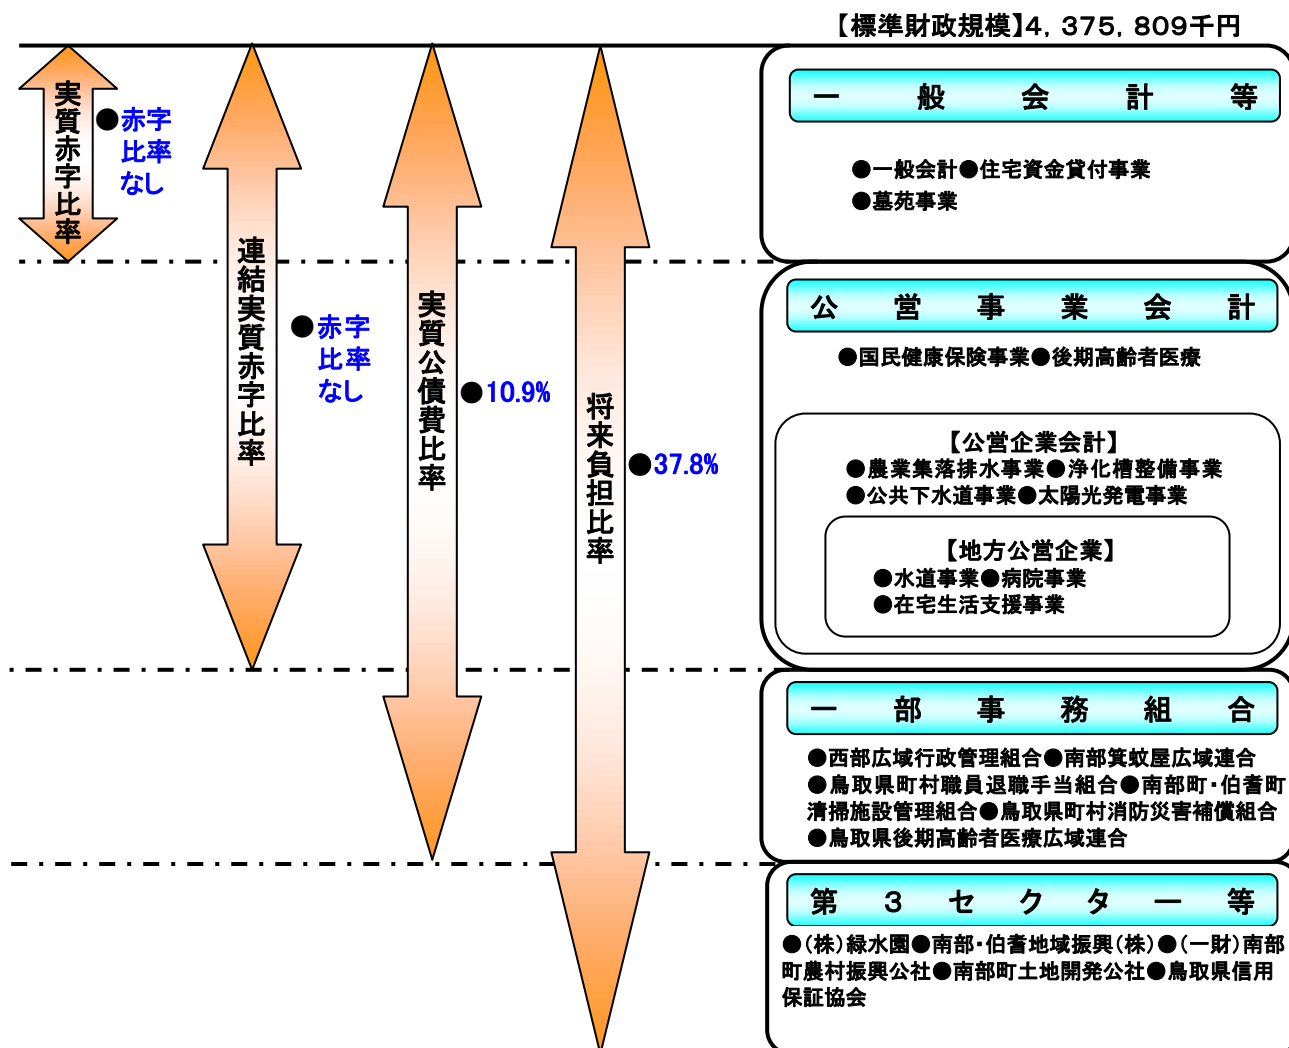 【標準財政規模】4，375，809千円
実質赤字比率
●赤字
比率
なし
連結実質赤字比率
●赤字
比率
なし
実質公債費比率
●10.9%
将来負担比率
●37.8%
一般会計等
●一般会計●住宅資金貸付事業
●墓苑事業
公営事業会計
●国民健康保険事業●後期高齢者医療
【公営企業会計】
●農業集落排水事業●浄化槽整備事業
●公共下水道事業●太陽光発電事業
【地方公営企業】
●水道事業●病院事業
●在宅生活支援事業
一部事務組合
●西部広域行政管理組合●南部箕蚊屋広域連合
●鳥取県町村職員退職手当組合●南部町・伯耆町
清掃施設管理組合●鳥取県町村消防災害補償組合
●鳥取県後期高齢者医療広域連合
第３セクター等
●（株）緑水園●南部・伯耆地域振興（株）●（一財）南部
町農村振興公社●南部町土地開発公社●鳥取県信用
保証協会